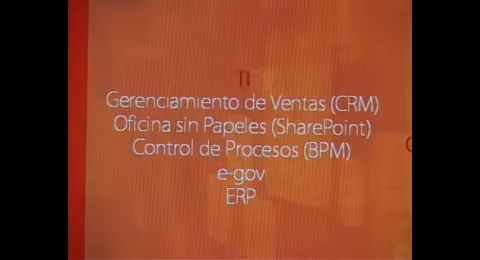 TI
Gerenciamiento de Ventas (CRM)
Oficina sin Papeles (SharePoint)
Control de Procesos (BPM)
e-gov
ERP